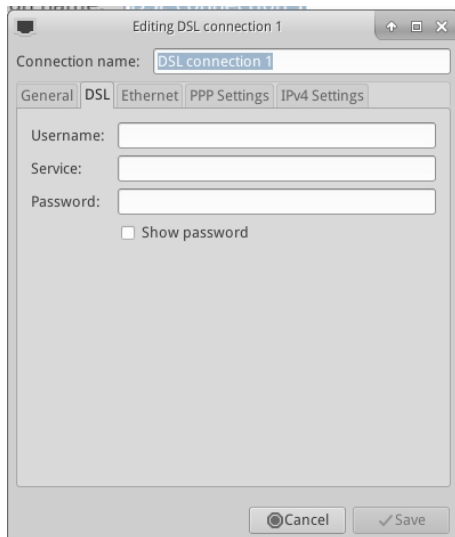 Editing DSL connection 1
Connection name: DSL connection 1
General DSL Ethernet PPP Settings IPv4 Settings
Username:
Service:
Password:
Show password
Cancel Save